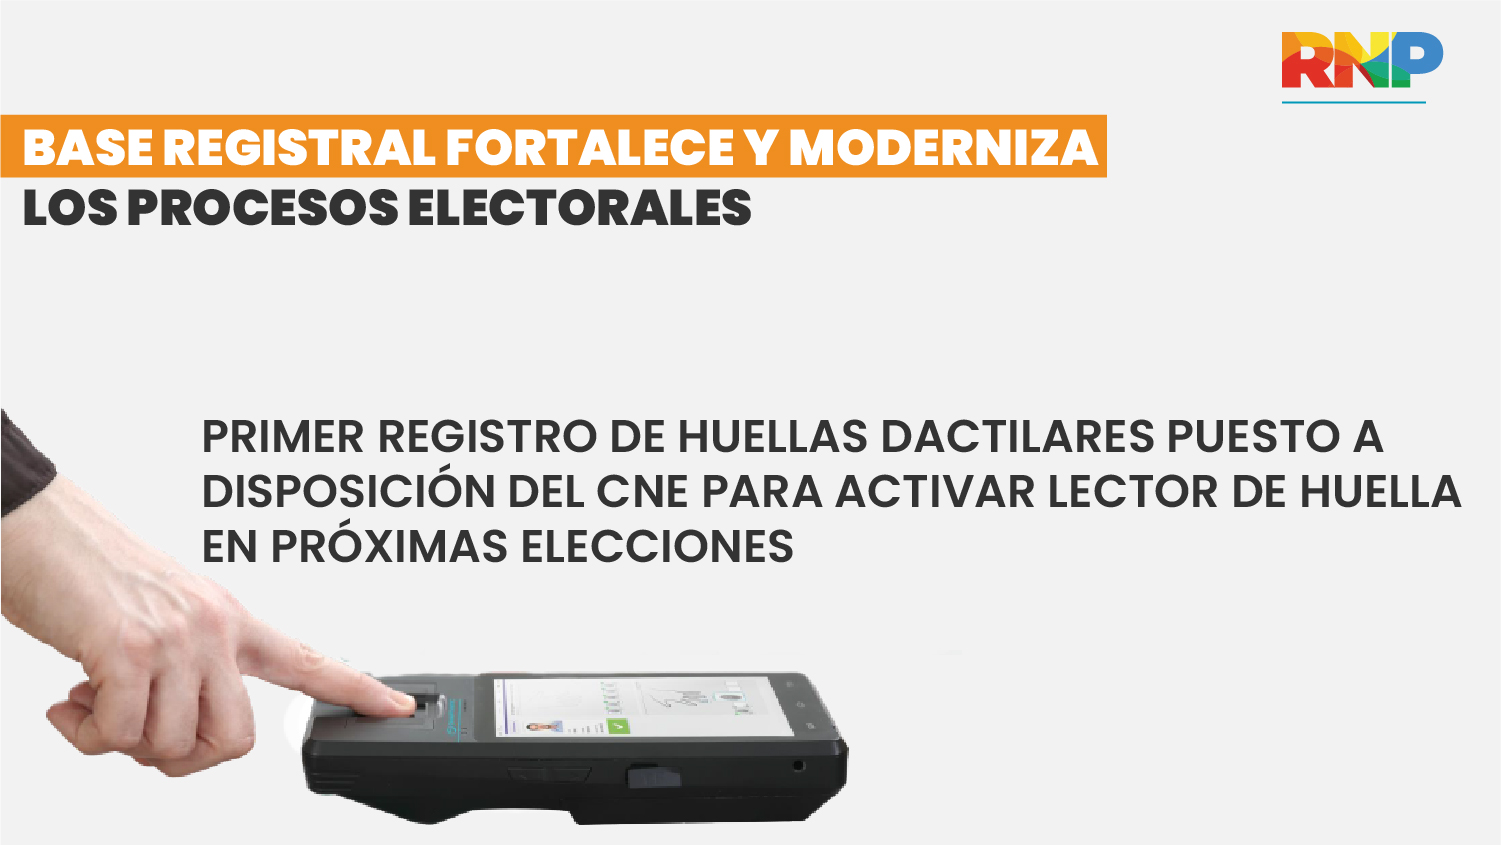 RNP
BASE REGISTRAL FORTALECE Y MODERNIZA
LOS PROCESOS ELECTORALES
PRIMER REGISTRO DE HUELLAS DACTILARES PUESTO A
DISPOSICIÓN DEL CNE PARA ACTIVAR LECTOR DE HUELLA
EN PRÓXIMAS ELECCIONES